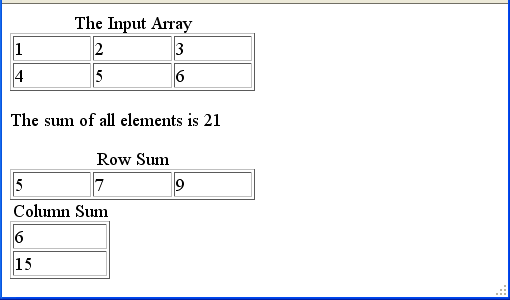 The Input Array
1 2 3
4 5 6
The sum of all elements is 21
Row Sum
5 7 9
Column Sum
6
15